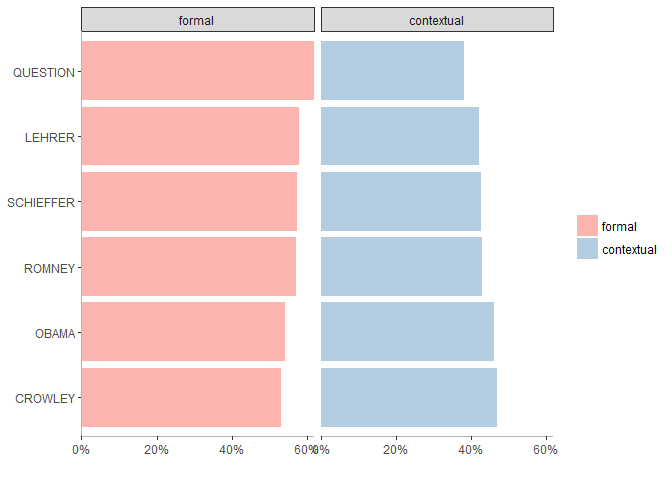 formal contextual
QUESTION
LEHRER
SCHIEFFER
ROMNEY
OBAMA
CROWLEY
0% 20% 40% 60% 0% 20% 40% 60%
formal
contextual